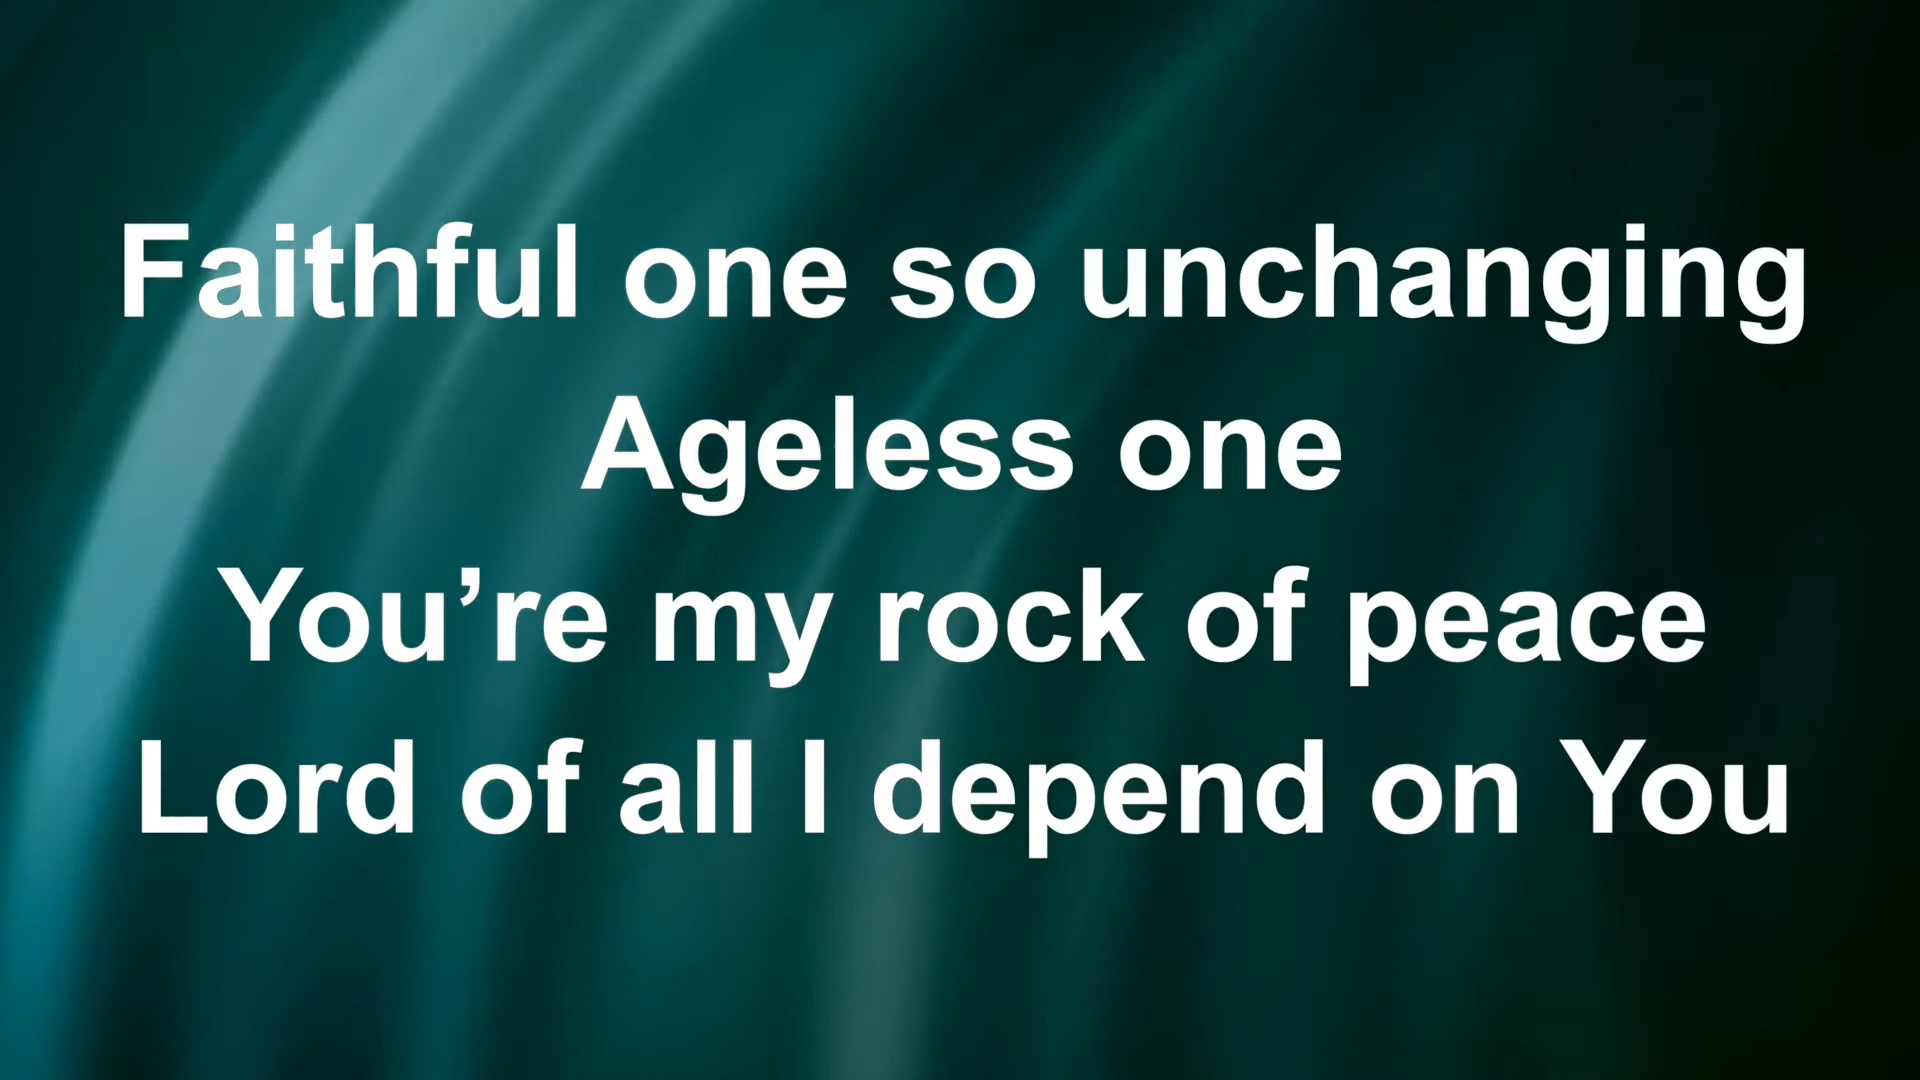 Faithful one so unchanging
Ageless one
You’re my rock of peace
Lord of all I depend on You